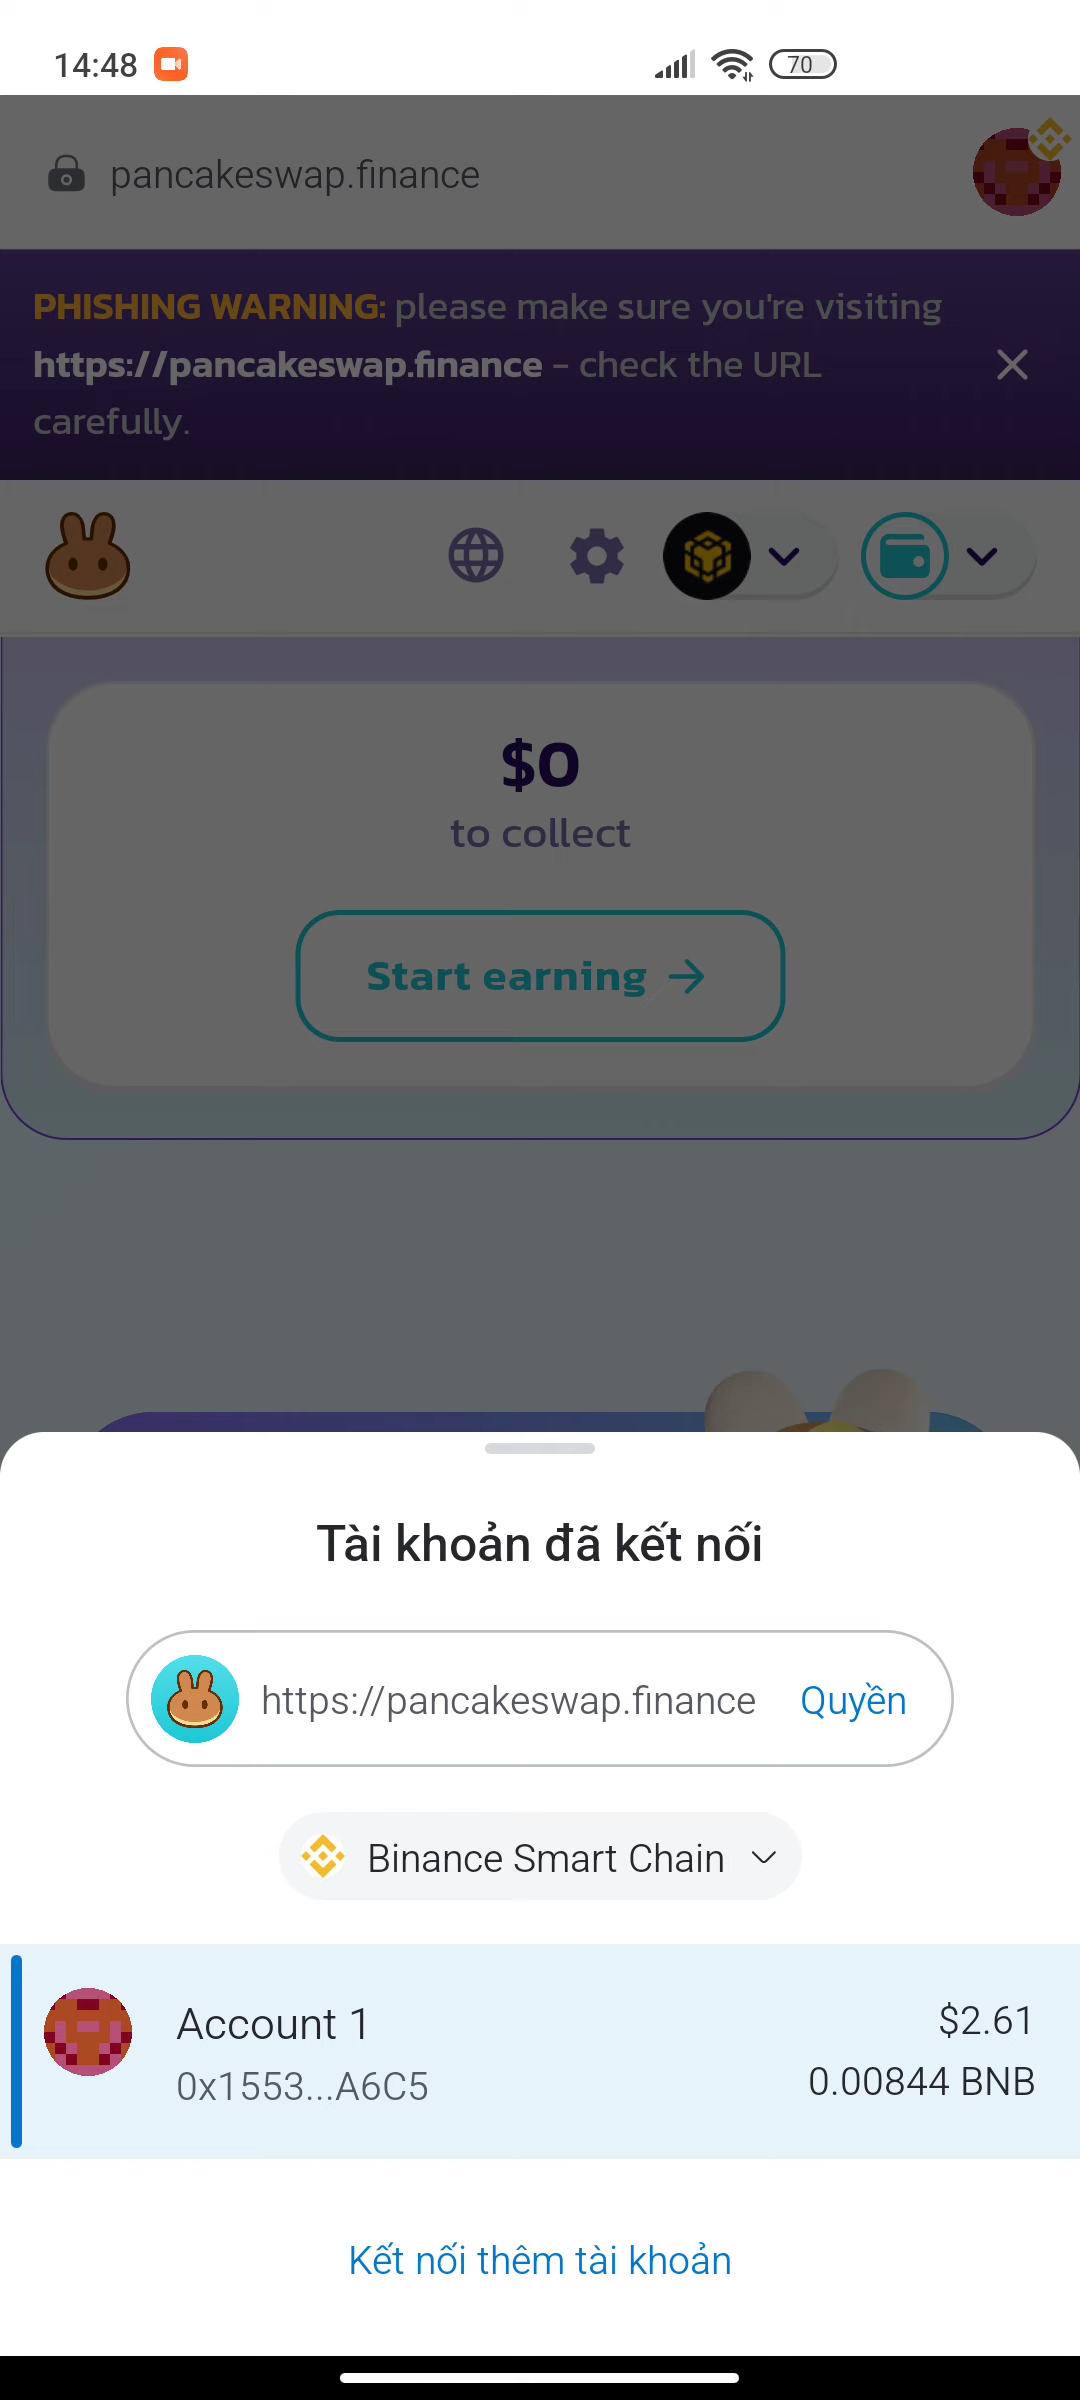 14:48
70
pancakeswap.finance
PHISHING WARNING: please make sure you're visiting
https://pancakeswap.finance - check the URL
carefully.
$0
to collect
Start earning
Tài khoản đã kết nối
https://pancakeswap.finance Quyền
Binance Smart Chain
Account 1 $2.61
0x1553...A6C5 0.00844 BNB
Kết nối thêm tài khoản